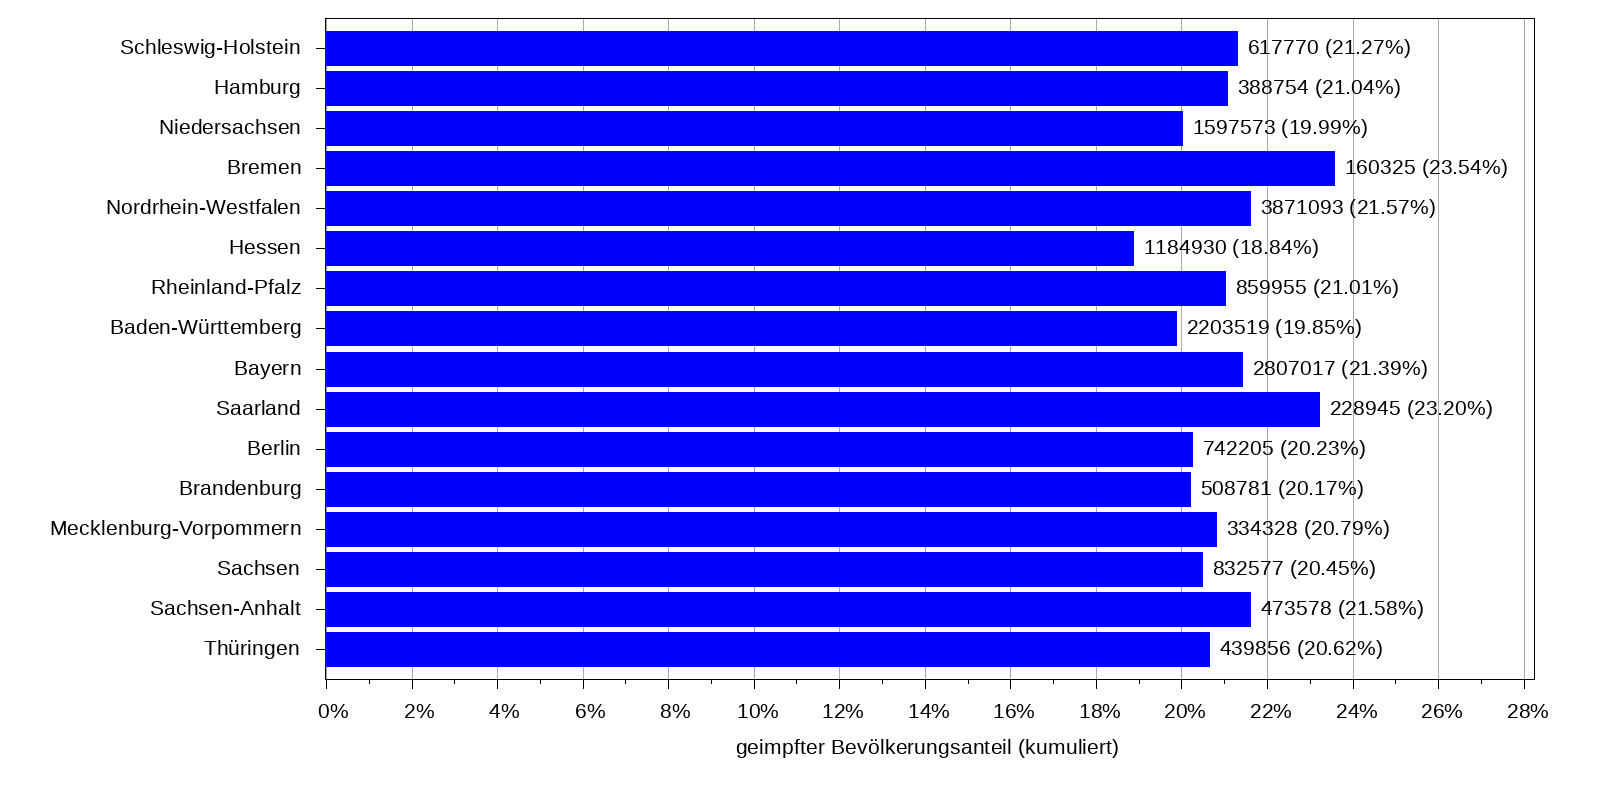 Schleswig-Holstein 617770 (21.27%)
Hamburg 388754 (21.04%)
Niedersachsen 1597573 (19.99%)
Bremen 160325 (23.54%)
Nordrhein-Westfalen 3871093 (21.57%)
Hessen 1184930 (18.84%)
Rheinland-Pfalz 859955 (21.01%)
Baden-Württemberg 2203519 (19.85%)
Bayern 2807017 (21.39%)
Saarland 228945 (23.20%)
Berlin 742205 (20.23%)
Brandenburg 508781 (20.17%)
Mecklenburg-Vorpommern 334328 (20.79%)
Sachsen 832577 (20.45%)
Sachsen-Anhalt 473578 (21.58%)
Thüringen 439856 (20.62%)
0% 2% 4% 6% 8% 10% 12% 14% 16% 18% 20% 22% 24% 26% 28%
geimpfter Bevölkerungsanteil (kumuliert)